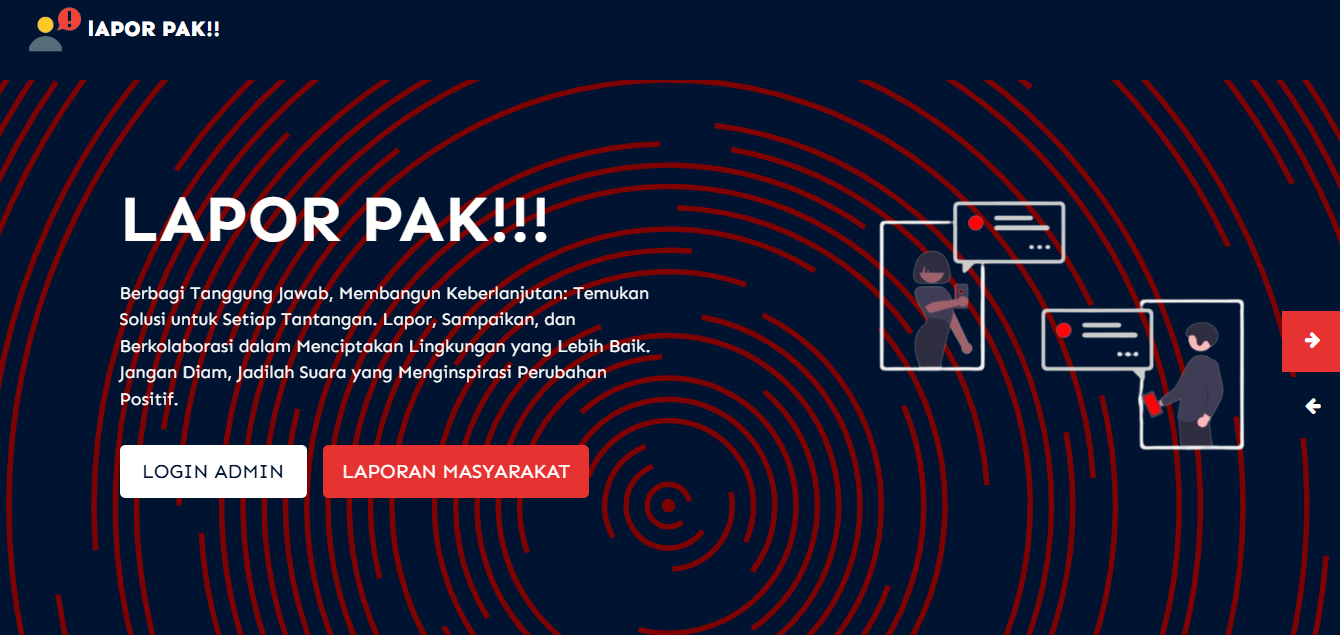 lAPOR PAK!!
LAPOR PAK!!!
Berbagi Tanggung Jawab, Membangun Keberlanjutan: Temukan
Solusi untuk Setiap Tantangan. Lapor, Sampaikan, dan
Berkolaborasi dalam Menciptakan Lingkungan yang Lebih Baik.
Jangan Diam, Jadilah Suara yang Menginspirasi Perubahan
Positif.
LOGIN ADMIN
LAPORAN MASYARAKAT